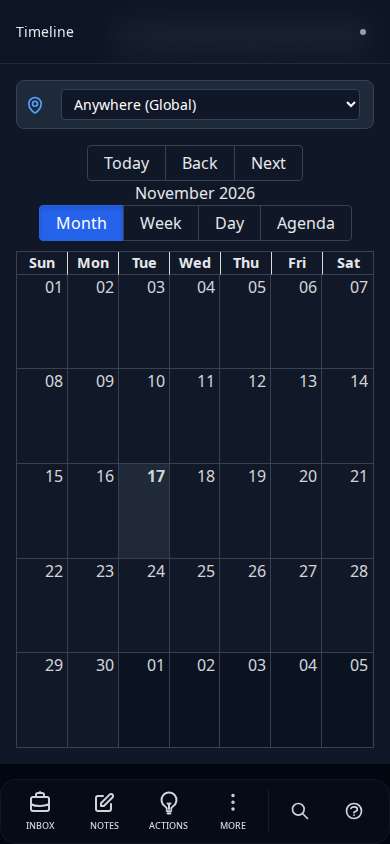 Timeline
Anywhere (Global)
Today Back Next
November 2026
Month Week Day Agenda
Sun Mon Tue Wed Thu Fri Sat
01 02 03 04 05 06 07
08 09 10 11 12 13 14
15 16 17 18 19 20 21
22 23 24 25 26 27 28
29 30 01 02 03 04 05
INBOX NOTES ACTIONS MORE